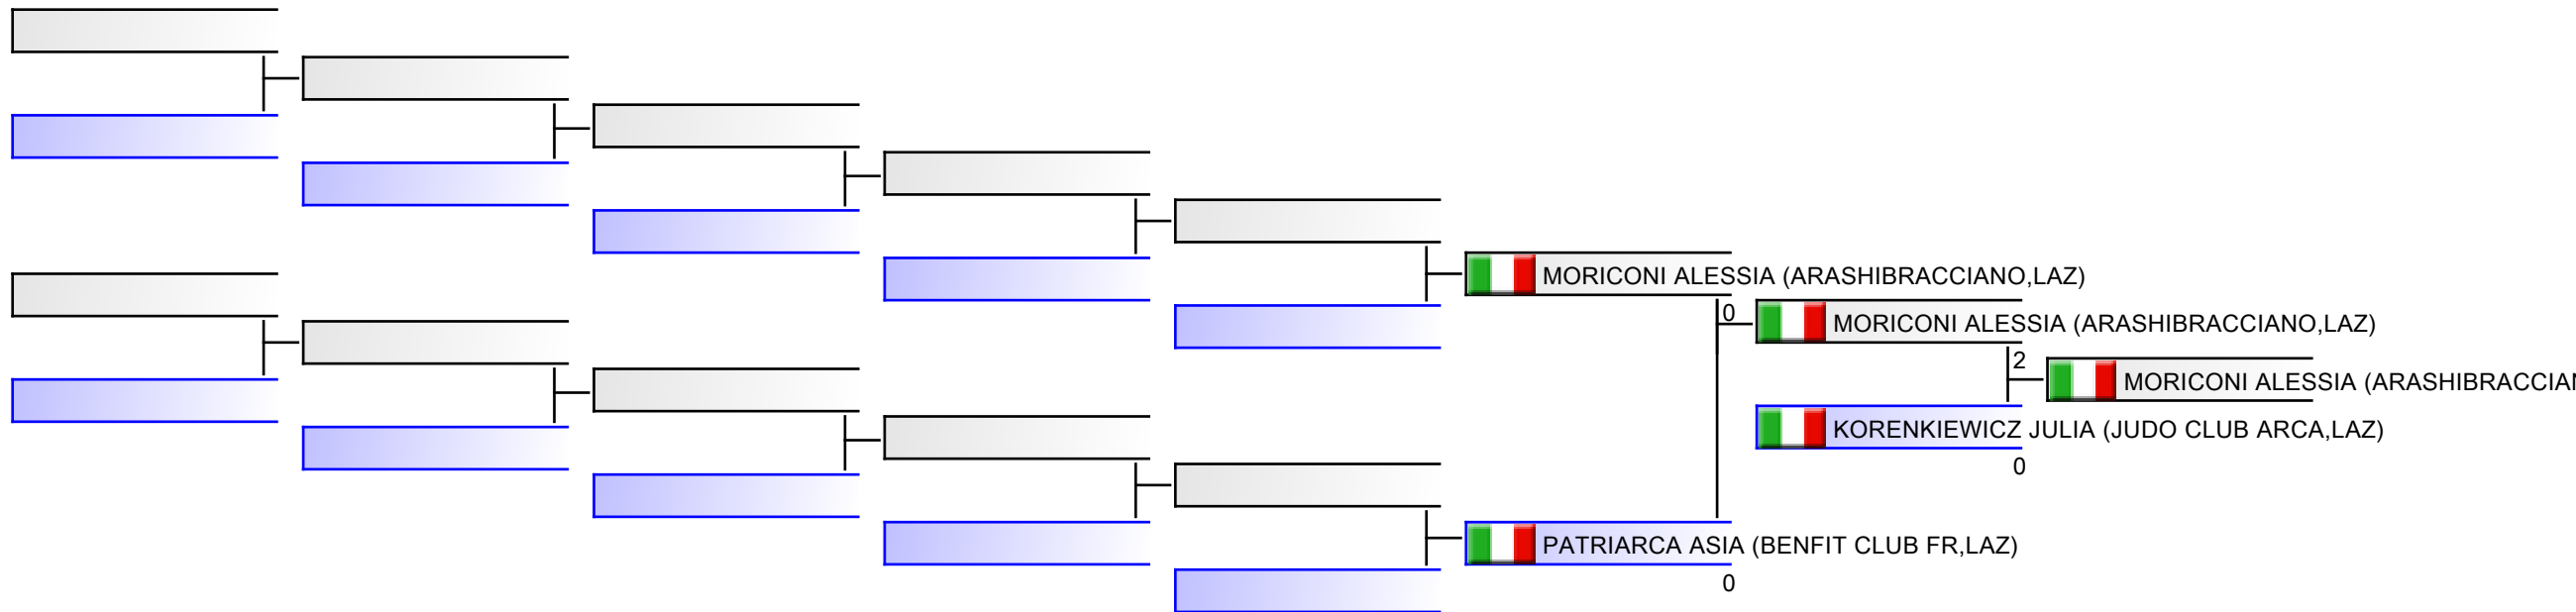 MORICONI ALESSIA (ARASHIBRACCIANO,LAZ)
0
MORICONI ALESSIA (ARASHIBRACCIANO,LAZ)
2
MORICONI ALESSIA (ARASHIBRACCIAN
KORENKIEWICZ JULIA (JUDO CLUB ARCA,LAZ)
0
PATRIARCA ASIA (BENFIT CLUB FR,LAZ)
0